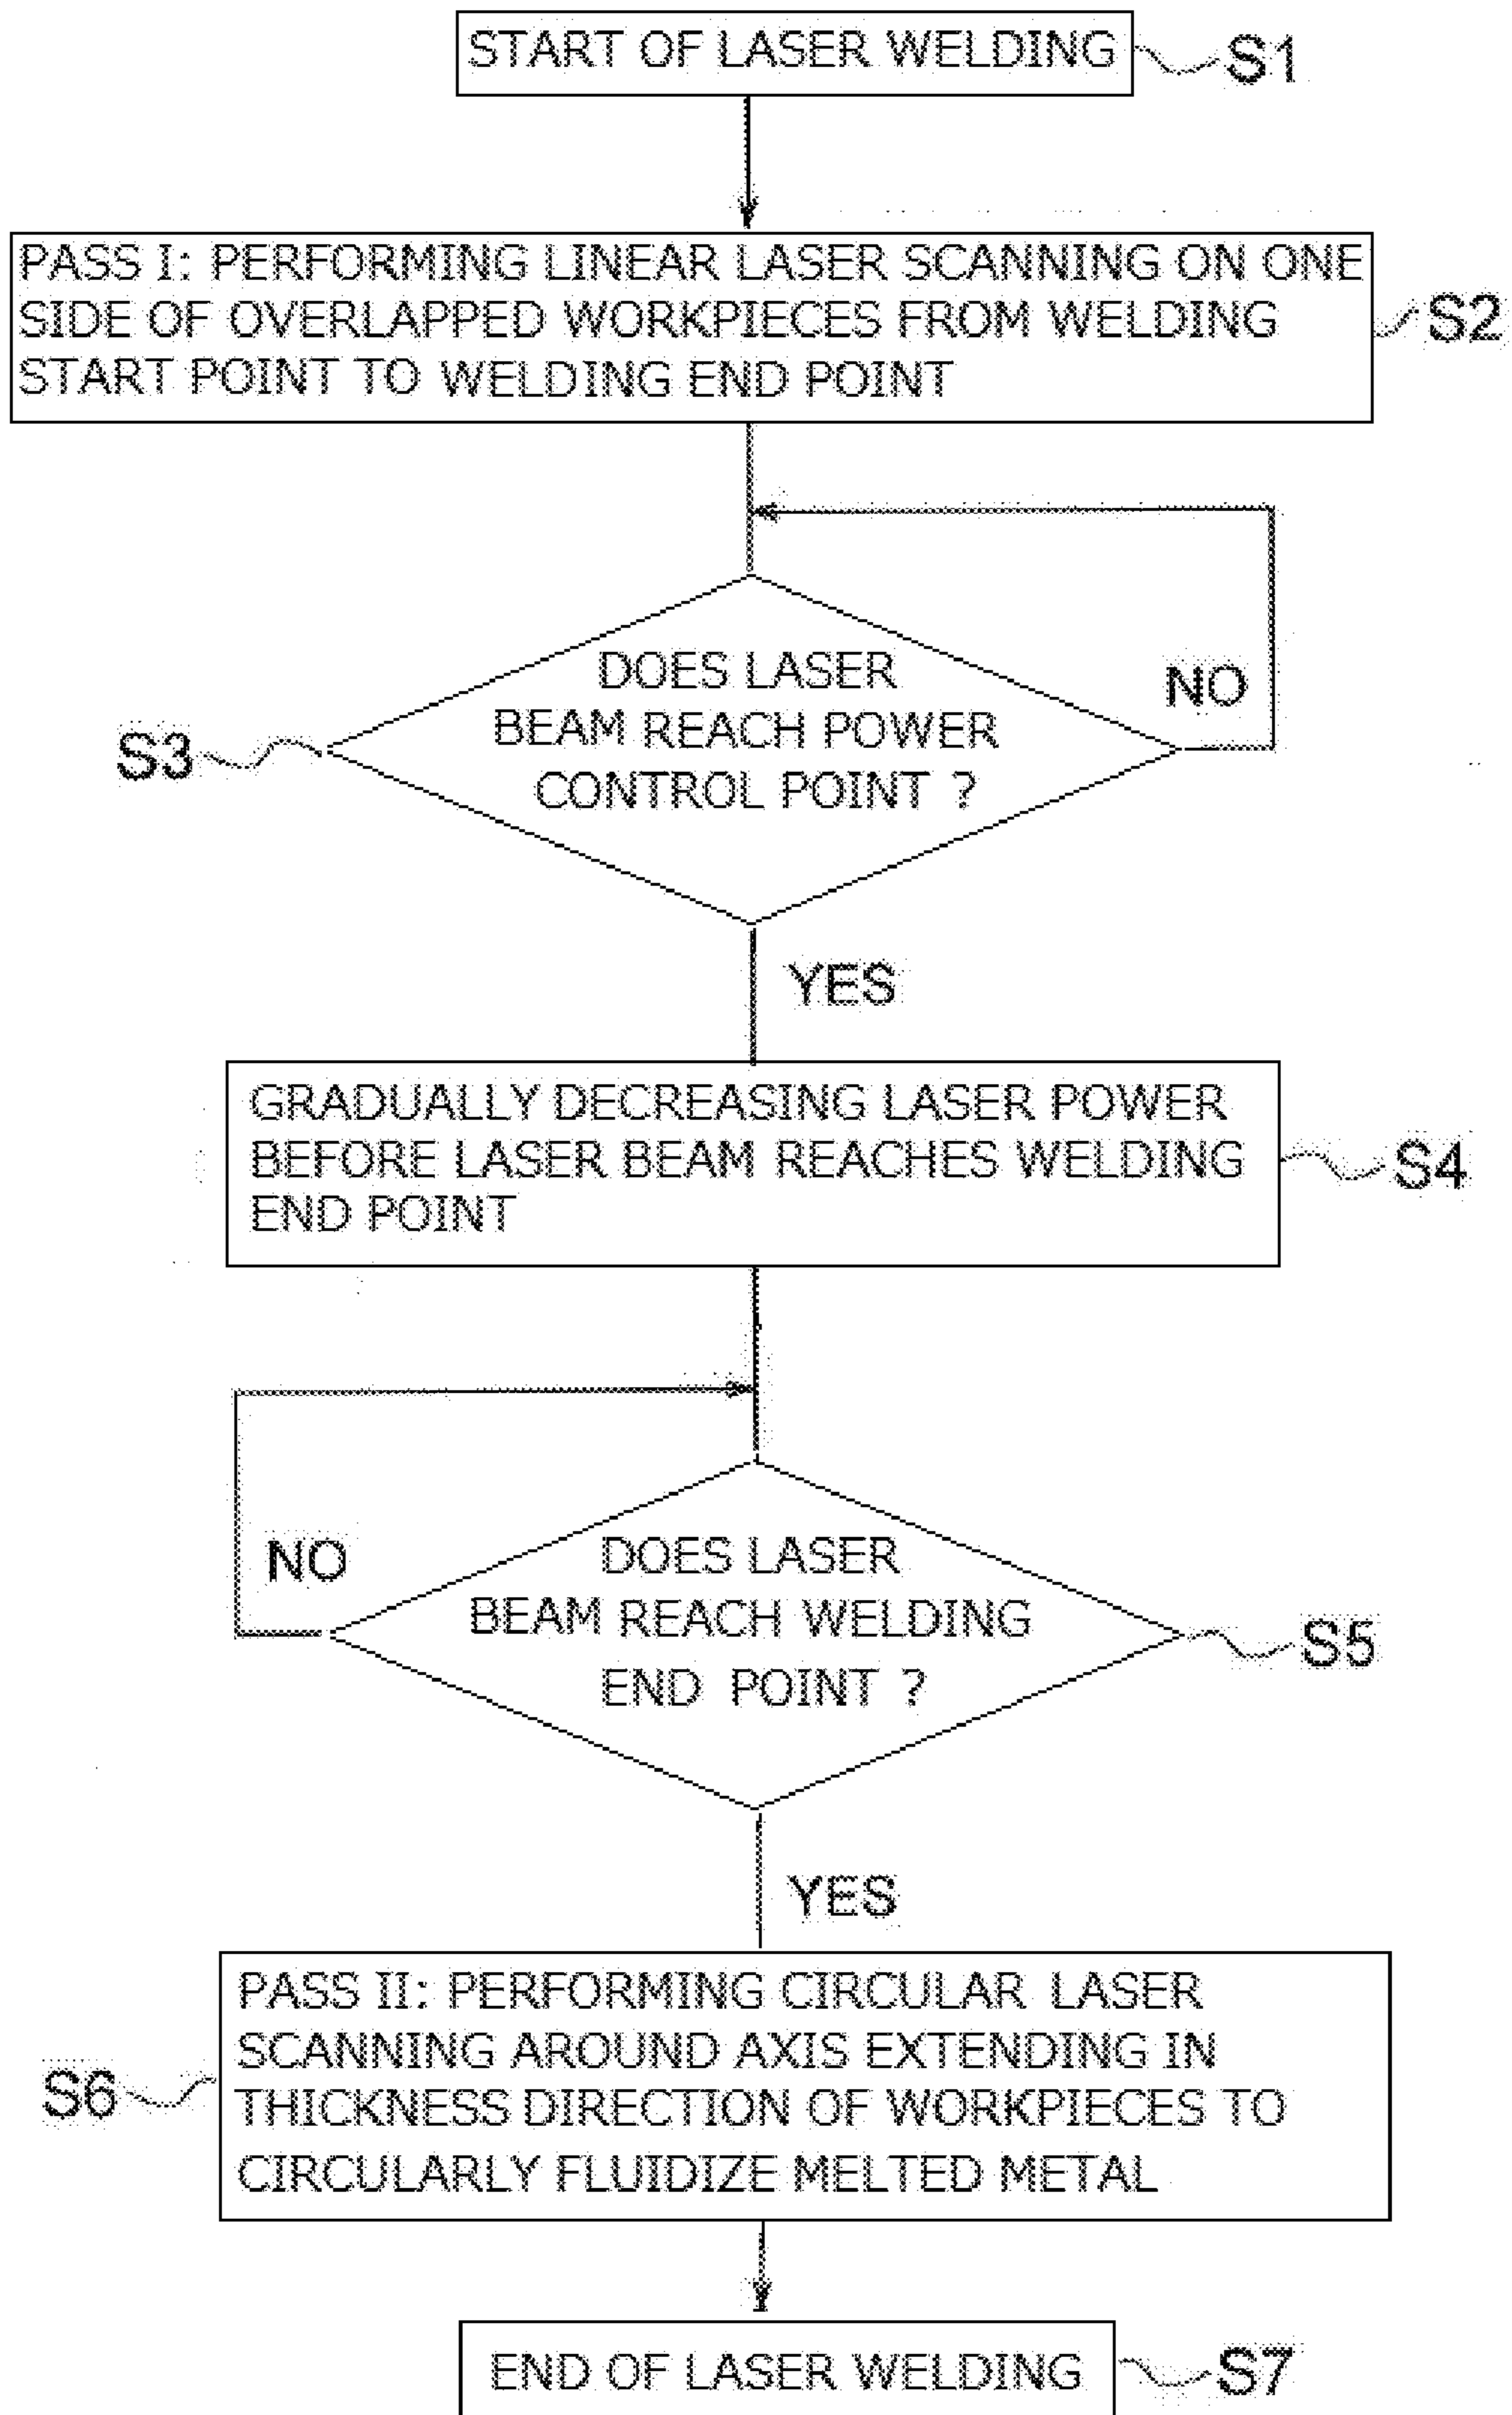 START OF LASER WELDING
S1
PASS I: PERFORMING LINEAR LASER SCANNING ON ONE
SIDE OF OVERLAPPED WORKPIECES FROM WELDING
START POINT TO WELDING END POINT
S2
DOES LASER
BEAM REACH POWER
CONTROL POINT ?
NO
S3
YES
GRADUALLY DECREASING LASER POWER
BEFORE LASER BEAM REACHES WELDING
END POINT
S4
DOES LASER
BEAM REACH WELDING
END POINT ?
NO
S5
YES
PASS II: PERFORMING CIRCULAR LASER
SCANNING AROUND AXIS EXTENDING IN
THICKNESS DIRECTION OF WORKPIECES TO
CIRCULARLY FLUIDIZE MELTED METAL
S6
END OF LASER WELDING
S7